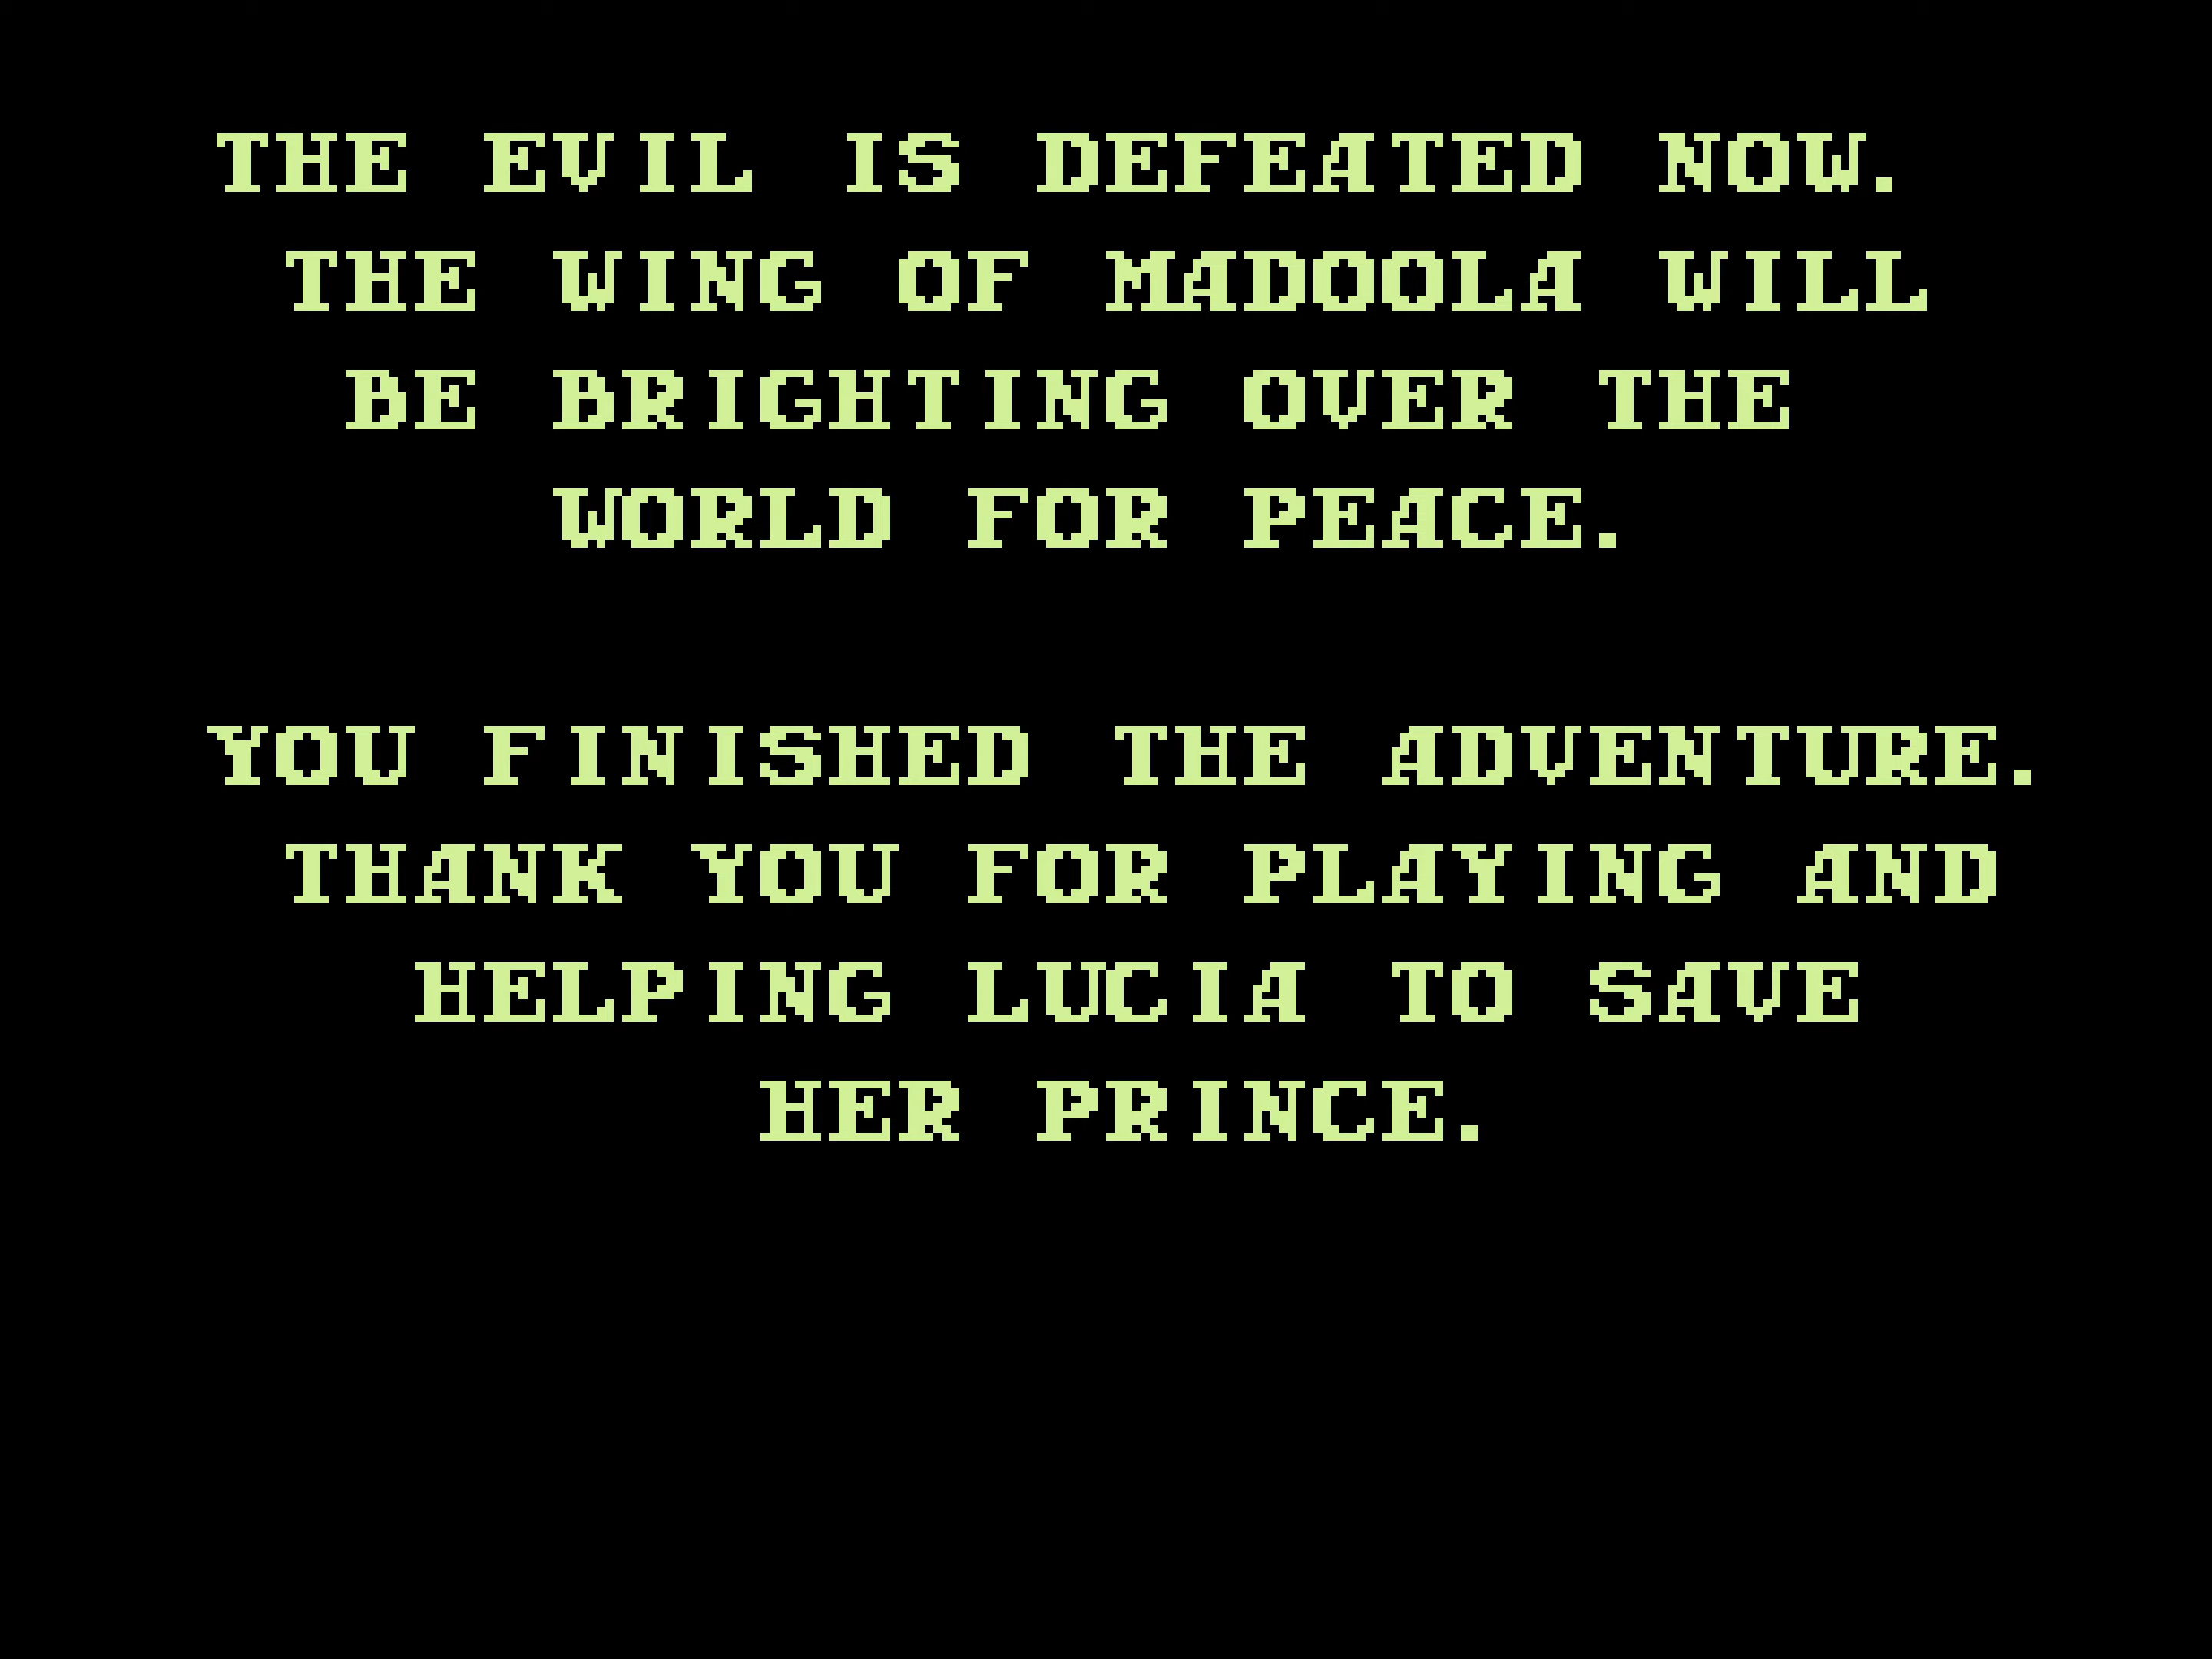 THE EVIL IS DEFEATED NOW.
THE WING OF MADOOLA WILL
BE BRIGHTING OVER THE
WORLD FOR PEACE.
YOU FINISHED THE ADVENTURE.
THANK YOU FOR PLAYING AND
HELPING LUCIA TO SAVE
HER PRINCE.